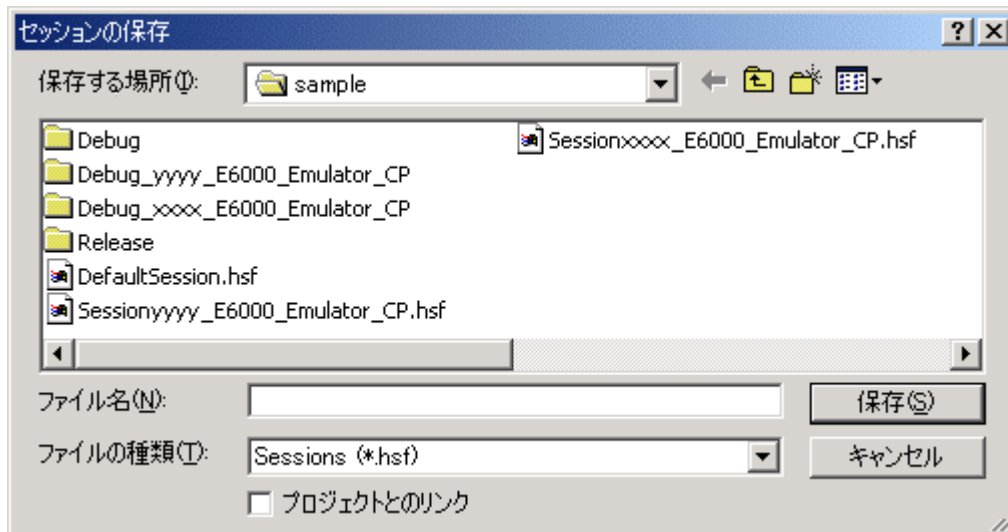 セッションの保存
保存する場所(I):
sample
Debug
Debug_yyyy_E6000_Emulator_CP
Debug_xxxx_E6000_Emulator_CP
Release
DefaultSession.hsf
Sessionyyyy_E6000_Emulator_CP.hsf
Sessionxxxx_E6000_Emulator_CP.hsf
ファイル名(N):
保存(S)
ファイルの種類(T):
Sessions (*.hsf)
キャンセル
プロジェクトとのリンク